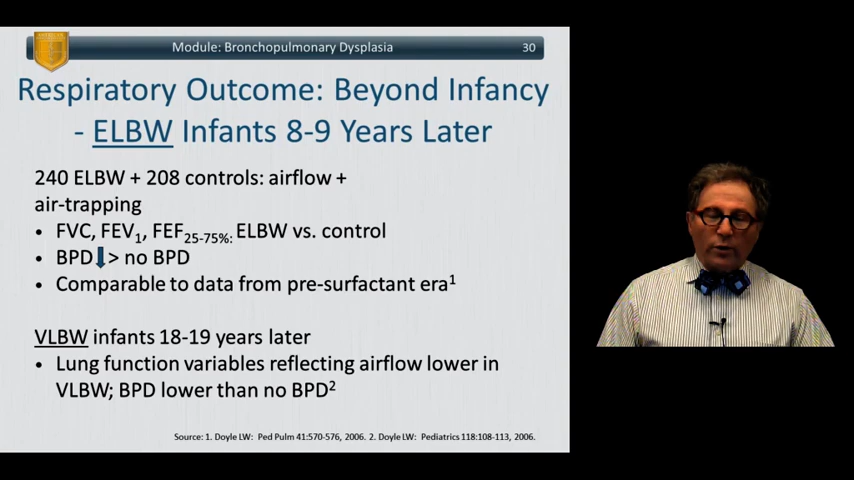 Module: Bronchopulmonary Dysplasia 30
Respiratory Outcome: Beyond Infancy
- ELBW Infants 8-9 Years Later
240 ELBW + 208 controls: airflow +
air-trapping
• FVC, FEV1, FEF25-75%: ELBW vs. control
• BPD⬇> no BPD
• Comparable to data from pre-surfactant era1
VLBW infants 18-19 years later
• Lung function variables reflecting airflow lower in
VLBW; BPD lower than no BPD2
Source: 1. Doyle LW: Ped Pulm 41:570-576, 2006. 2. Doyle LW: Pediatrics 118:108-113, 2006.